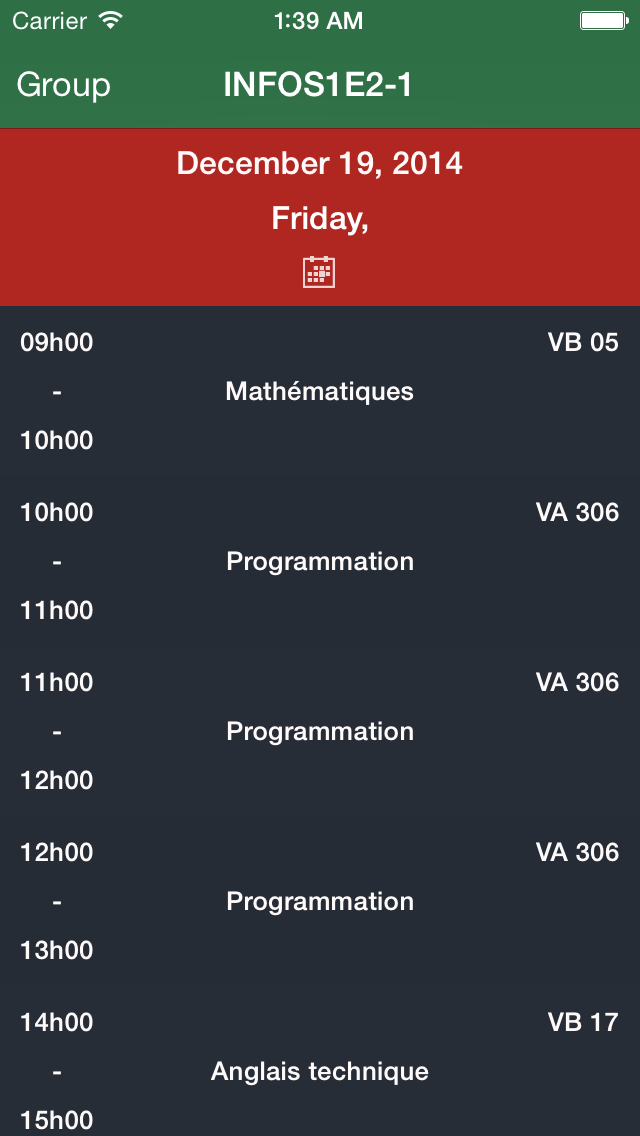 Carrier 1:39 AM
Group INFOS1E2-1
December 19, 2014
Friday,
09h00 VB 05
- Mathématiques
10h00
10h00 VA 306
- Programmation
11h00
11h00 VA 306
- Programmation
12h00
12h00 VA 306
- Programmation
13h00
14h00 VB 17
- Anglais technique
15h00